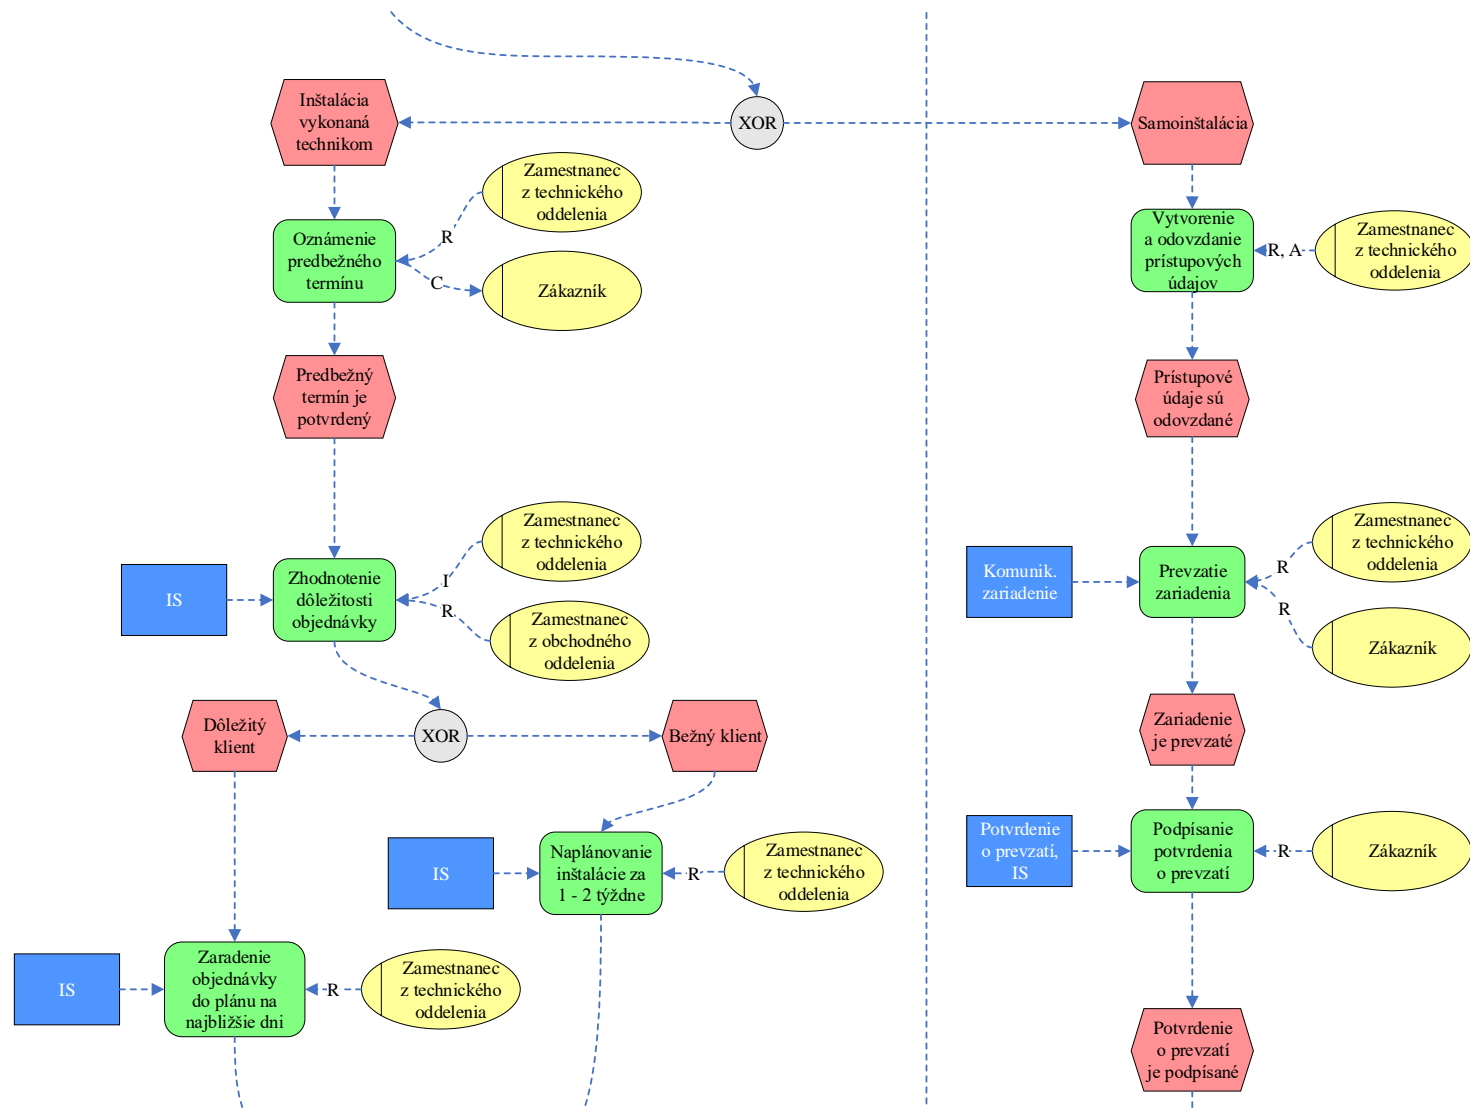 XOR
Inštalácia
vykonaná
technikom
Samoinštalácia
Zamestnanec
z technického
oddelenia
R
Oznámenie
predbežného
termínu
C
Zákazník
Vytvorenie
a odovzdanie
prístupových
údajov
R, A
Zamestnanec
z technického
oddelenia
Predbežný
termín je
potvrdený
Prístupové
údaje sú
odovzdané
Zamestnanec
z technického
oddelenia
I
IS
Zhodnotenie
dôležitosti
objednávky
R
Zamestnanec
z obchodného
oddelenia
Komunik.
zariadenie
Prevzatie
zariadenia
R
Zamestnanec
z technického
oddelenia
R
Zákazník
Dôležitý
klient
XOR
Bežný klient
Zariadenie
je prevzaté
IS
Naplánovanie
inštalácie za
1 - 2 týždne
R
Zamestnanec
z technického
oddelenia
Potvrdenie
o prevzatí,
IS
Podpísanie
potvrdenia
o prevzatí
R
Zákazník
IS
Zaradenie
objednávky
do plánu na
najbližšie dni
R
Zamestnanec
z technického
oddelenia
Potvrdenie
o prevzatí
je podpísané